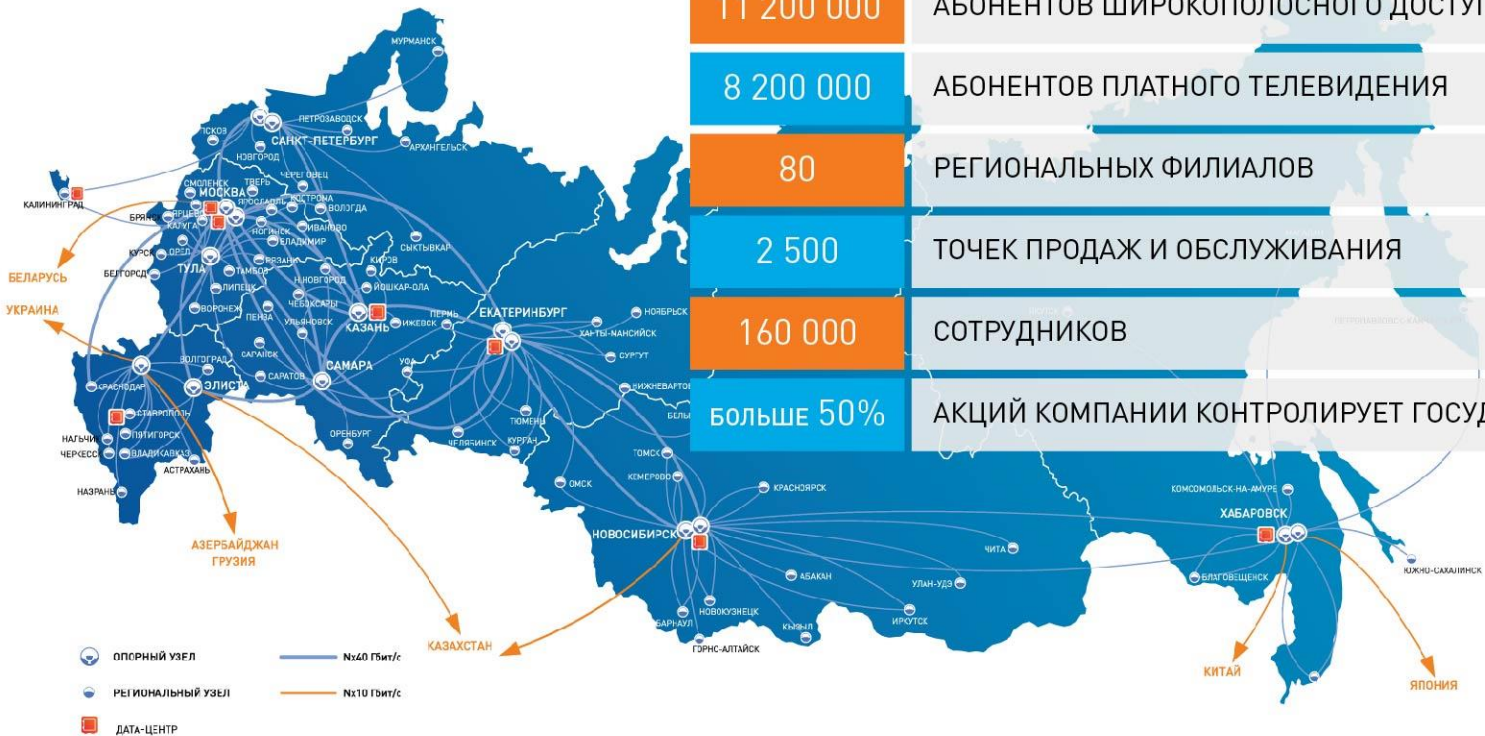 11 200 000 АБОНЕНТОВ ШИРОКОПОЛОСНОГО
8 200 000 АБОНЕНТОВ ПЛАТНОГО ТЕЛЕВИДЕНИЯ
80 РЕГИОНАЛЬНЫХ ФИЛИАЛОВ
2 500 ТОЧЕК ПРОДАЖ И ОБСЛУЖИВАНИЯ
160 000 СОТРУДНИКОВ
БОЛЬШЕ 50% АКЦИЙ КОМПАНИИ КОНТРОЛИРУЕТ
МУРМАНСК
ПЕТРОЗАВОДСК
ПСКОВ
САНКТ-ПЕТЕРБУРГ
АРХАНГЕЛЬСК
НОВГОРОД
ЧЕРЕПОВЕЦ
СМОЛЕНСК
ТВЕРЬ
МОСКВА
ЯРОСЛАВЛЬ
КОСТРОМА
ВОЛОГДА
КАЛИНИНГРАД
БРЯНСК
КАЛУГА
НОГИНСК
ИВАНОВО
ВЛАДИМИР
СЫКТЫВКАР
КУРСК
ОРЕЛ
РЯЗАНЬ
КИРОВ
БЕЛГОРОД
ТУЛА
ТАМБОВ
Н.НОВГОРОД
ЙОШКАР-ОЛА
БЕЛАРУСЬ
ЛИПЕЦК
ЧЕБОКСАРЫ
УКРАИНА
ВОРОНЕЖ
ПЕНЗА
УЛЬЯНОВСК
КАЗАНЬ
ИЖЕВСК
ПЕРМЬ
ЕКАТЕРИНБУРГ
НОЯБРЬСК
ХАНТЫ-МАНСИЙСК
СУРГУТ
ВОЛГОГРАД
САРАНСК
САМАРА
УФА
КРАСНОДАР
ЭЛИСТА
САРАТОВ
СТАВРОПОЛЬ
ТЮМЕНЬ
НАЛЬЧИК
ПЯТИГОРСК
ОРЕНБУРГ
ЧЕЛЯБИНСК
КУРГАН
ЧЕРКЕССК
ВЛАДИКАВКАЗ
ТОМСК
АСТРАХАНЬ
НАЗРАНЬ
ОМСК
КЕМЕРОВО
КРАСНОЯРСК
КОМСОМОЛЬСК-НА-АМУРЕ
ХАБАРОВСК
НОВОСИБИРСК
АЗЕРБАЙДЖАН
ГРУЗИЯ
ЧИТА
АБАКАН
УЛАН-УДЭ
БЛАГОВЕЩЕНСК
ЮЖНО-САХАЛИНСК
НОВОКУЗНЕЦК
БАРНАУЛ
КЫЗЫЛ
ИРКУТСК
ГОРНО-АЛТАЙСК
КАЗАХСТАН
КИТАЙ
ЯПОНИЯ
ОПОРНЫЙ УЗЕЛ Nx40 Гбит/с
РЕГИОНАЛЬНЫЙ УЗЕЛ Nx10 Гбит/с
ДАТА-ЦЕНТР